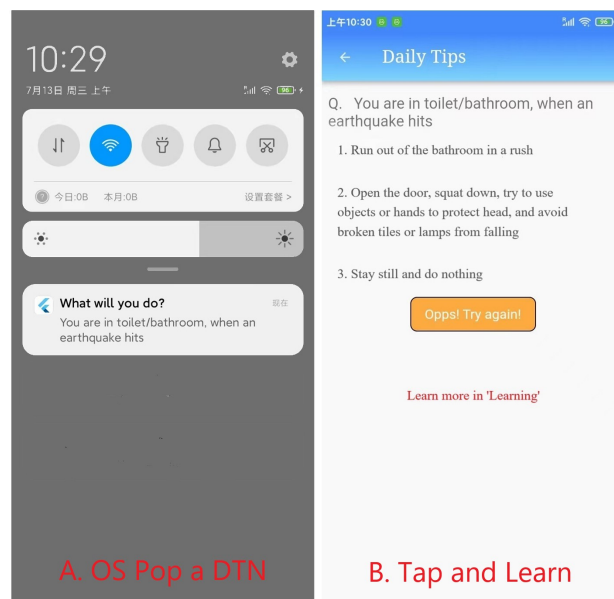 10:29
7月13日 周三 上午
96
今日:0B 本月:0B 设置套餐 >
What will you do? 现在
You are in toilet/bathroom, when an
earthquake hits
A. OS Pop a DTN
上午10:30 96
Daily Tips
Q. You are in toilet/bathroom, when an
earthquake hits
1. Run out of the bathroom in a rush
2. Open the door, squat down, try to use
objects or hands to protect head, and avoid
broken tiles or lamps from falling
3. Stay still and do nothing
Opps! Try again!
Learn more in 'Learning'
B. Tap and Learn